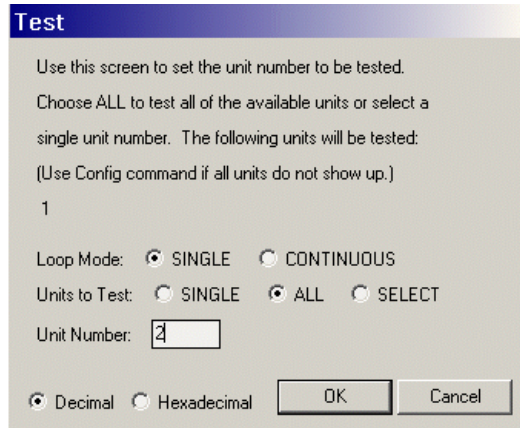 Test
Use this screen to set the unit number to be tested.
Choose ALL to test all of the available units or select a
single unit number. The following units will be tested:
(Use Config command if all units do not show up.)
1
Loop Mode: SINGLE CONTINUOUS
Units to Test: SINGLE ALL SELECT
Unit Number: 2
Decimal Hexadecimal OK Cancel